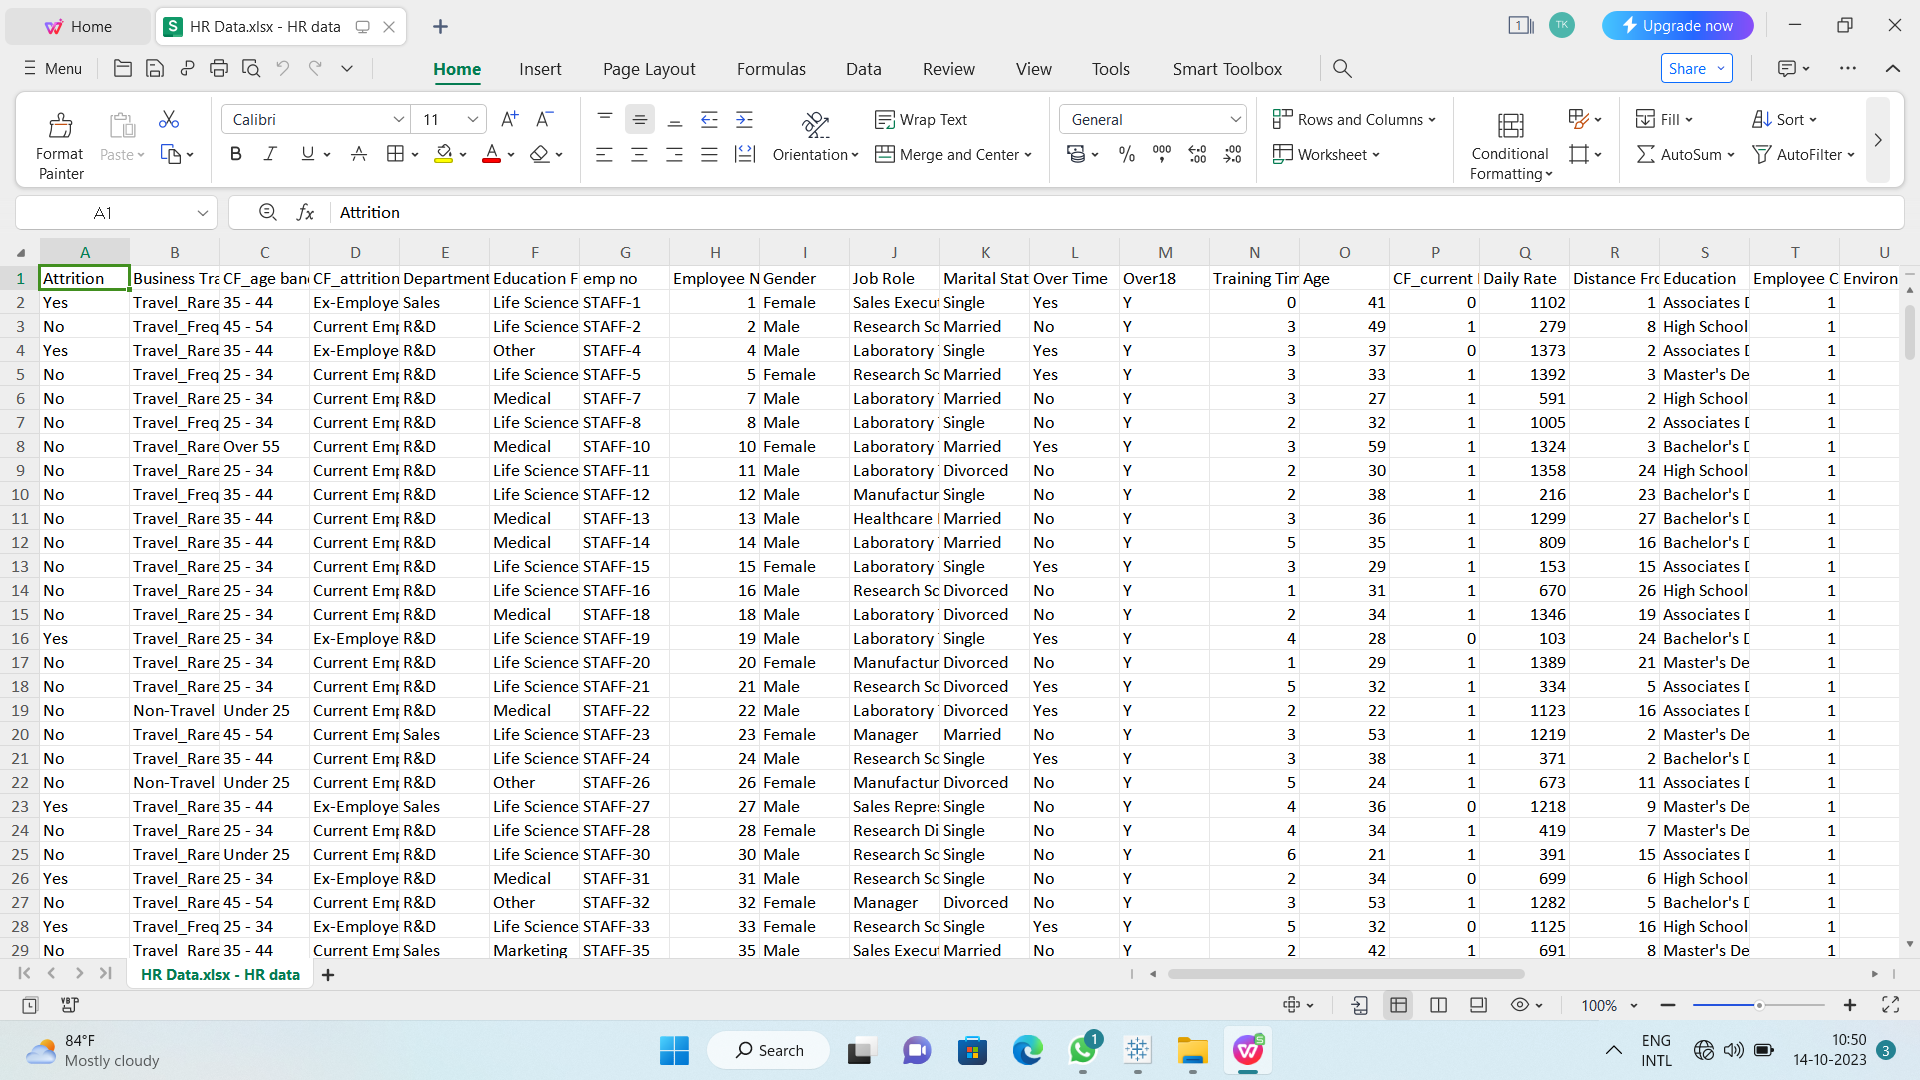 Home
HR Data.xlsx - HR data
1
TK
Upgrade now
Menu
Home Insert Page Layout Formulas Data Review View Tools Smart Toolbox
Share
Format Painter
Paste
Calibri 11
Wrap Text
Orientation
Merge and Center
General
Rows and Columns
Worksheet
Conditional Formatting
Fill
Sort
AutoSum
AutoFilter
A1
fx Attrition
A B C D E F G H I J K L M N O P Q R S T U
1 Attrition Business Tra CF_age ban CF_attrition Department Education F emp no Employee N Gender Job Role Marital Stat Over Time Over18 Training Tim Age CF_current Daily Rate Distance Fro Education Employee C Environ
2 Yes Travel_Rare 35 - 44 Ex-Employe Sales Life Science STAFF-1 1 Female Sales Execu Single Yes Y 0 41 0 1102 1 Associates D 1
3 No Travel_Freq 45 - 54 Current Emp R&D Life Science STAFF-2 2 Male Research Sc Married No Y 3 49 1 279 8 High School 1
4 Yes Travel_Rare 35 - 44 Ex-Employe R&D Other STAFF-4 4 Male Laboratory Single Yes Y 3 37 0 1373 2 Associates D 1
5 No Travel_Freq 25 - 34 Current Emp R&D Life Science STAFF-5 5 Female Research Sc Married Yes Y 3 33 1 1392 3 Master's De 1
6 No Travel_Rare 25 - 34 Current Emp R&D Medical STAFF-7 7 Male Laboratory Married No Y 3 27 1 591 2 High School 1
7 No Travel_Freq 25 - 34 Current Emp R&D Life Science STAFF-8 8 Male Laboratory Single No Y 2 32 1 1005 2 Associates D 1
8 No Travel_Rare Over 55 Current Emp R&D Medical STAFF-10 10 Female Laboratory Married Yes Y 3 59 1 1324 3 Bachelor's D 1
9 No Travel_Rare 25 - 34 Current Emp R&D Life Science STAFF-11 11 Male Laboratory Divorced No Y 2 30 1 1358 24 High School 1
10 No Travel_Freq 35 - 44 Current Emp R&D Life Science STAFF-12 12 Male Manufactur Single No Y 2 38 1 216 23 Bachelor's D 1
11 No Travel_Rare 35 - 44 Current Emp R&D Medical STAFF-13 13 Male Healthcare Married No Y 3 36 1 1299 27 Bachelor's D 1
12 No Travel_Rare 35 - 44 Current Emp R&D Medical STAFF-14 14 Male Laboratory Married No Y 5 35 1 809 16 Bachelor's D 1
13 No Travel_Rare 25 - 34 Current Emp R&D Life Science STAFF-15 15 Female Laboratory Single Yes Y 3 29 1 153 15 Associates D 1
14 No Travel_Rare 25 - 34 Current Emp R&D Life Science STAFF-16 16 Male Research Sc Divorced No Y 1 31 1 670 26 High School 1
15 No Travel_Rare 25 - 34 Current Emp R&D Medical STAFF-18 18 Male Laboratory Divorced No Y 2 34 1 1346 19 Associates D 1
16 Yes Travel_Rare 25 - 34 Ex-Employe R&D Life Science STAFF-19 19 Male Laboratory Single Yes Y 4 28 0 103 24 Bachelor's D 1
17 No Travel_Rare 25 - 34 Current Emp R&D Life Science STAFF-20 20 Female Manufactur Divorced No Y 1 29 1 1389 21 Master's De 1
18 No Travel_Rare 25 - 34 Current Emp R&D Life Science STAFF-21 21 Male Research Sc Divorced Yes Y 5 32 1 334 5 Associates D 1
19 No Non-Travel Under 25 Current Emp R&D Medical STAFF-22 22 Male Laboratory Divorced Yes Y 2 22 1 1123 16 Associates D 1
20 No Travel_Rare 45 - 54 Current Emp Sales Life Science STAFF-23 23 Female Manager Married No Y 3 53 1 1219 2 Master's De 1
21 No Travel_Rare 35 - 44 Current Emp R&D Life Science STAFF-24 24 Male Research Sc Single Yes Y 3 38 1 371 2 Bachelor's D 1
22 No Non-Travel Under 25 Current Emp R&D Other STAFF-26 26 Female Manufactur Divorced No Y 5 24 1 673 11 Associates D 1
23 Yes Travel_Rare 35 - 44 Ex-Employe Sales Life Science STAFF-27 27 Male Sales Repre Single No Y 4 36 0 1218 9 Master's De 1
24 No Travel_Rare 25 - 34 Current Emp R&D Life Science STAFF-28 28 Female Research Di Single No Y 4 34 1 419 7 Master's De 1
25 No Travel_Rare Under 25 Current Emp R&D Life Science STAFF-30 30 Male Research Sc Single No Y 6 21 1 391 15 Associates D 1
26 Yes Travel_Rare 25 - 34 Ex-Employe R&D Medical STAFF-31 31 Male Research Sc Single No Y 2 34 0 699 6 High School 1
27 No Travel_Rare 45 - 54 Current Emp R&D Other STAFF-32 32 Female Manager Divorced No Y 3 53 1 1282 5 Bachelor's D 1
28 Yes Travel_Freq 25 - 34 Ex-Employe R&D Life Science STAFF-33 33 Female Research Sc Single Yes Y 5 32 0 1125 16 High School 1
29 No Travel_Rare 35 - 44 Current Emp Sales Marketing STAFF-35 35 Male Sales Execu Married No Y 2 42 1 691 8 Master's De 1
HR Data.xlsx - HR data
100%
84°F
Mostly cloudy
Search
1
ENG
INTL
10:50
14-10-2023
3